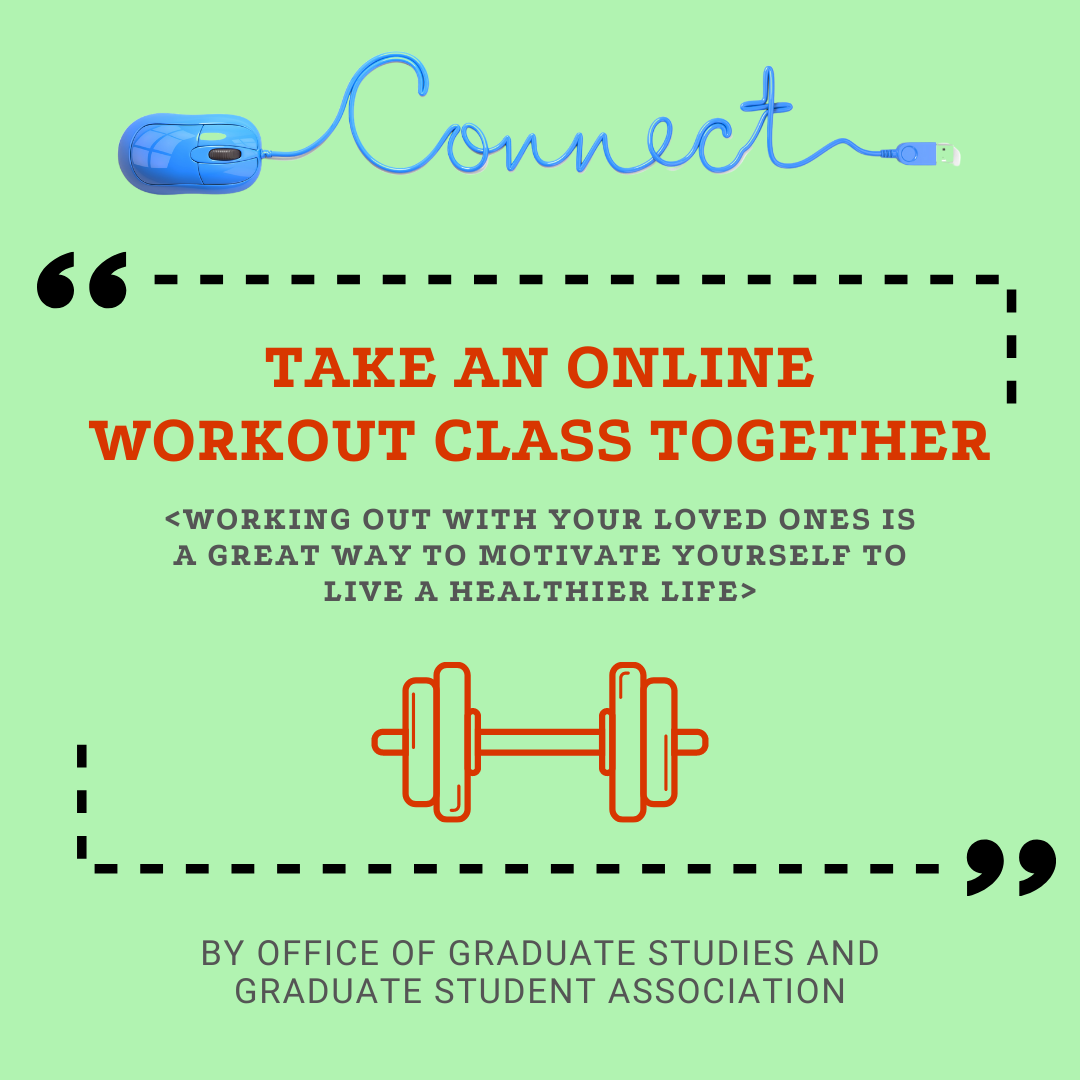 Connect
“
TAKE AN ONLINE
WORKOUT CLASS TOGETHER
<WORKING OUT WITH YOUR LOVED ONES IS
A GREAT WAY TO MOTIVATE YOURSELF TO
LIVE A HEALTHIER LIFE>
”
BY OFFICE OF GRADUATE STUDIES AND
GRADUATE STUDENT ASSOCIATION